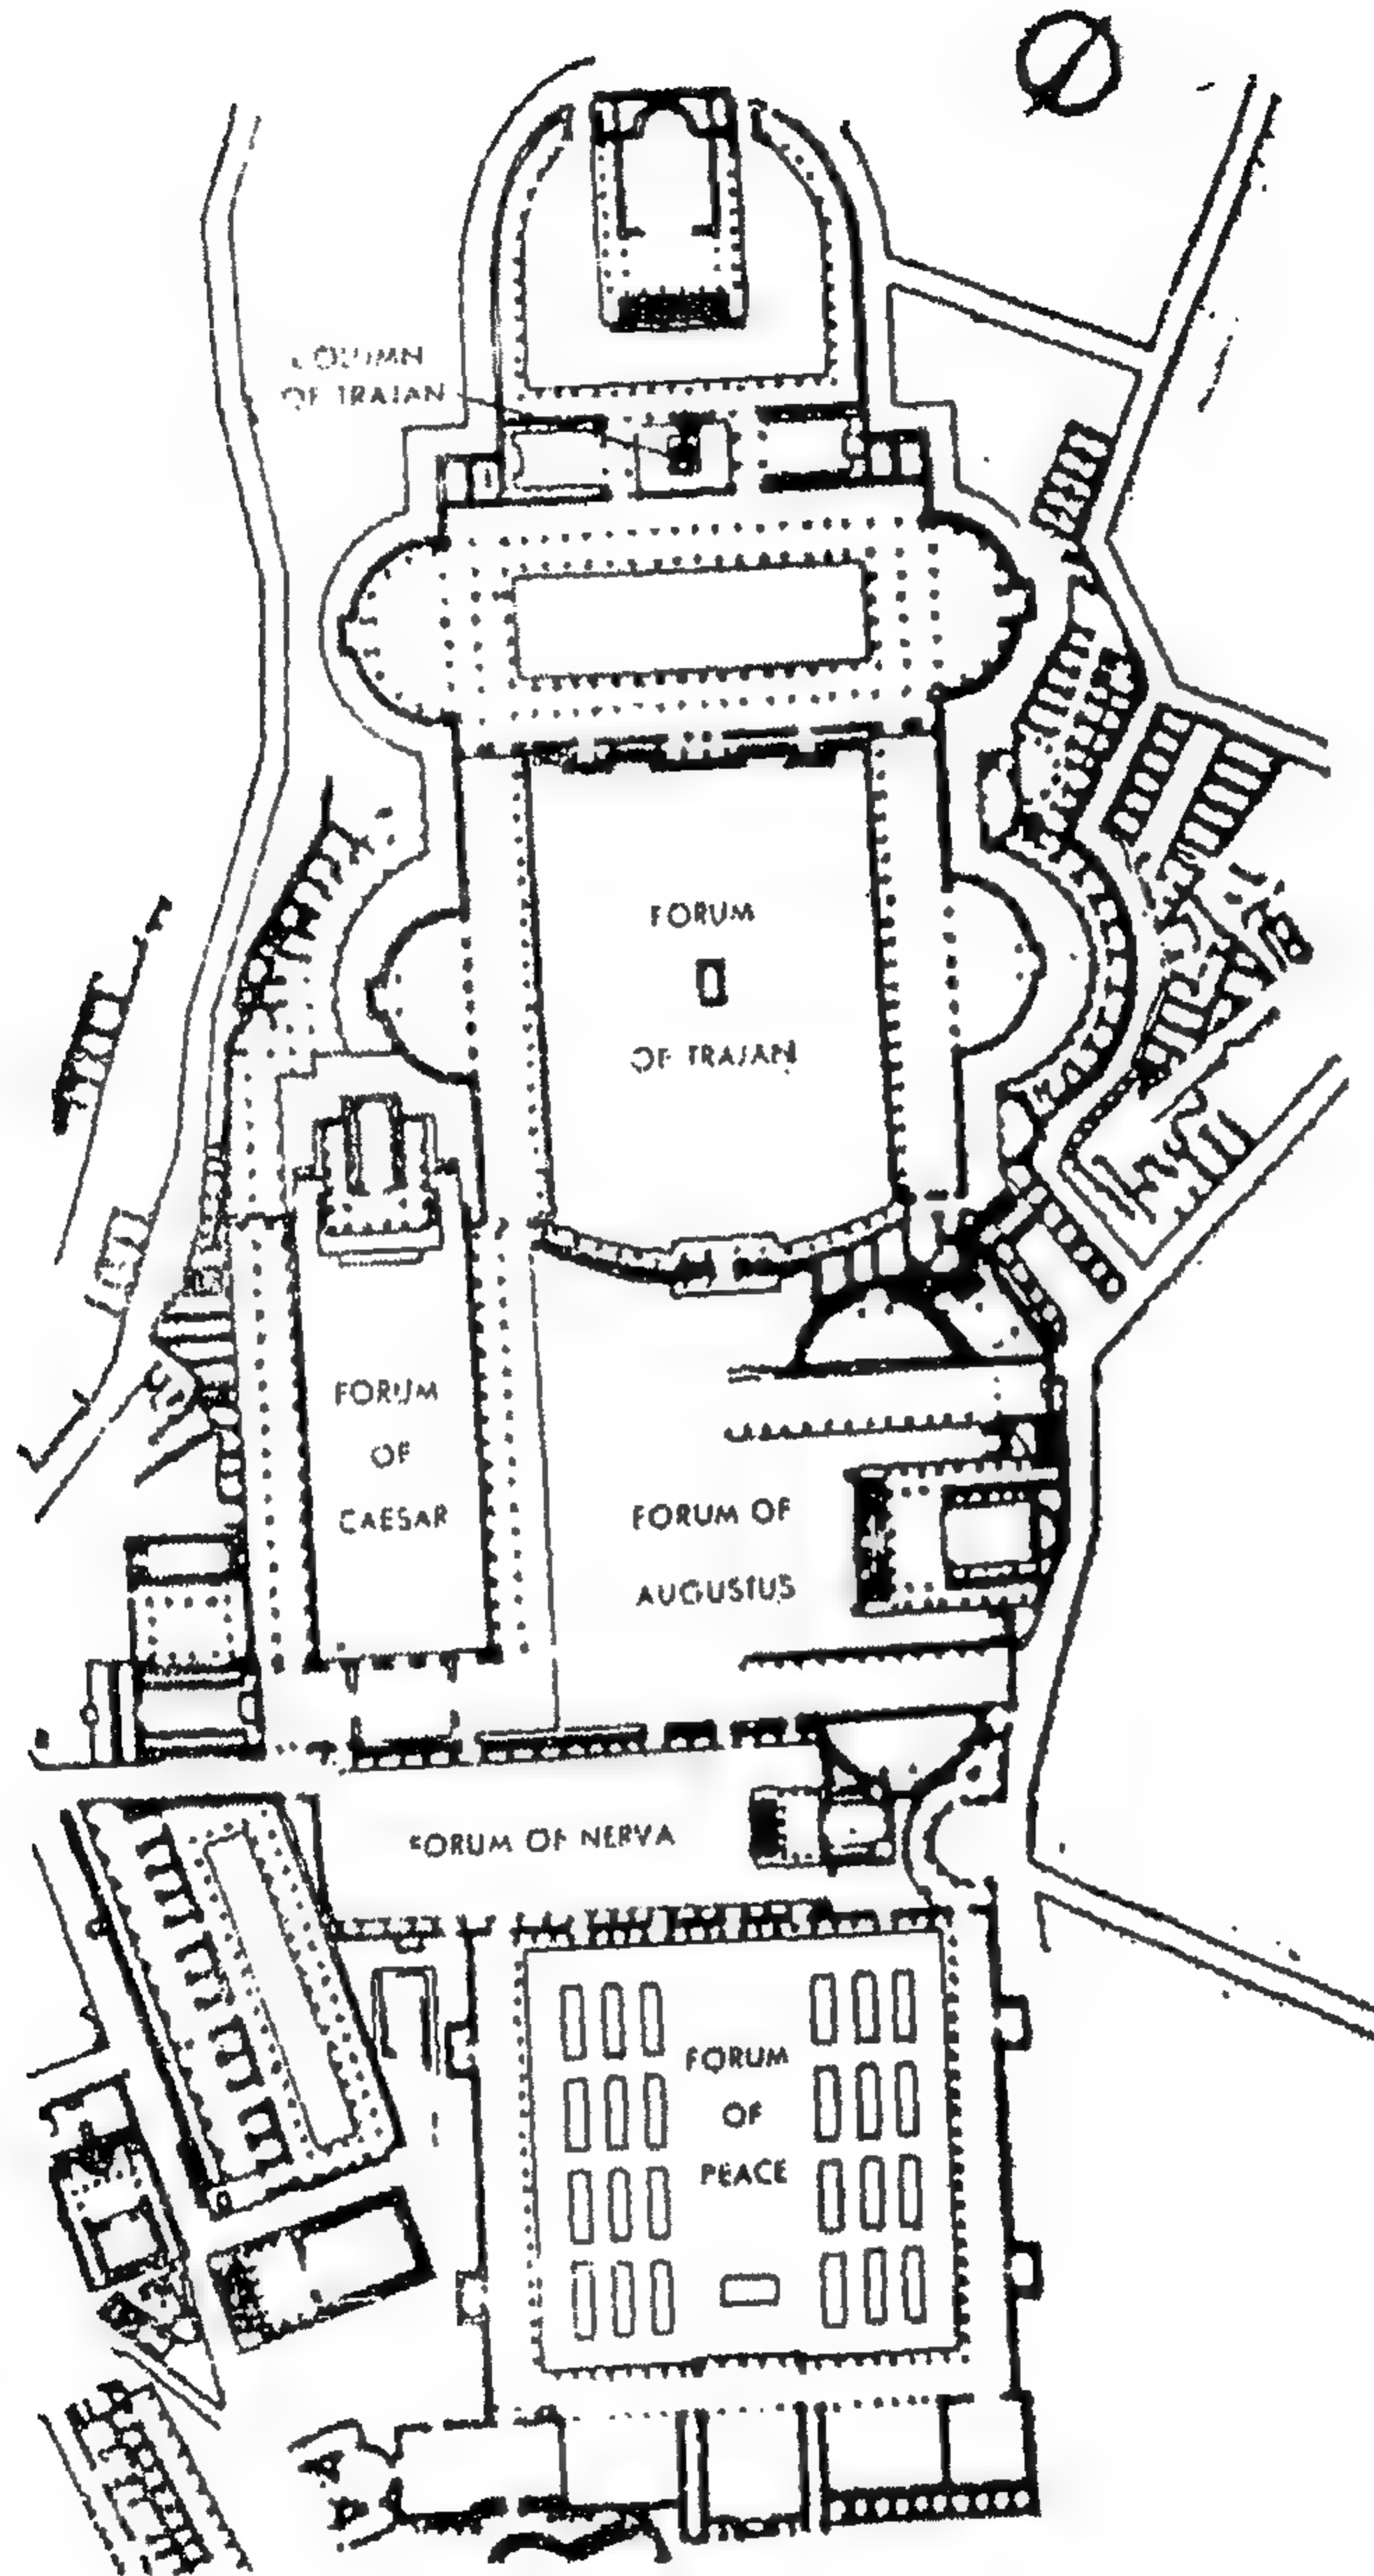 COLUMN
OF TRAJAN
FORUM
OF TRAJAN
FORUM
OF
CAESAR
FORUM OF
AUGUSTUS
FORUM OF NERVA
FORUM
OF
PEACE